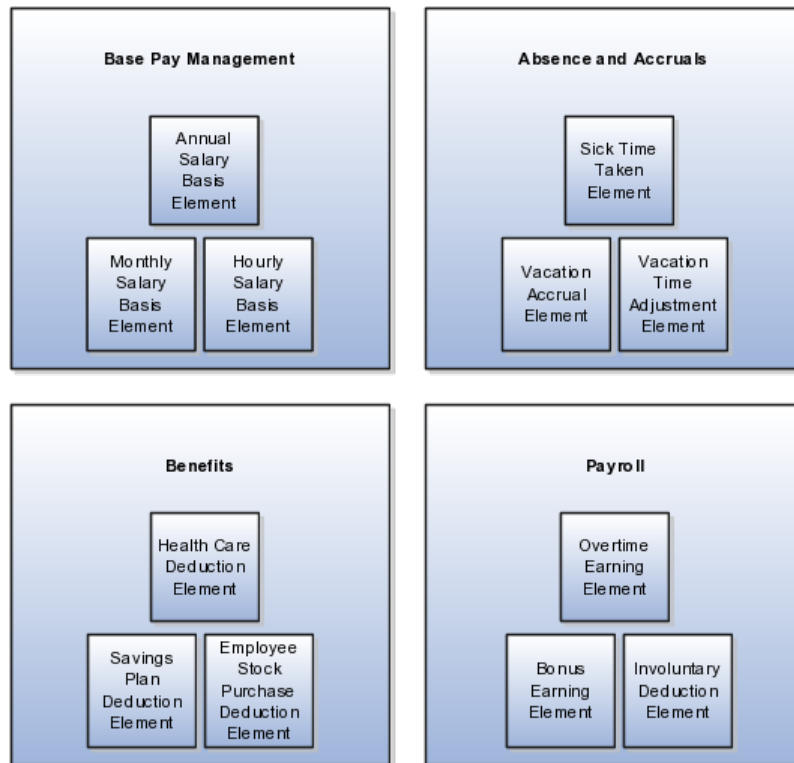 Base Pay Management
Annual
Salary
Basis
Element
Monthly
Salary
Basis
Element
Hourly
Salary
Basis
Element
Absence and Accruals
Sick Time
Taken
Element
Vacation
Accrual
Element
Vacation
Time
Adjustment
Element
Benefits
Health Care
Deduction
Element
Savings
Plan
Deduction
Element
Employee
Stock
Purchase
Deduction
Element
Payroll
Overtime
Earning
Element
Bonus
Earning
Element
Involuntary
Deduction
Element